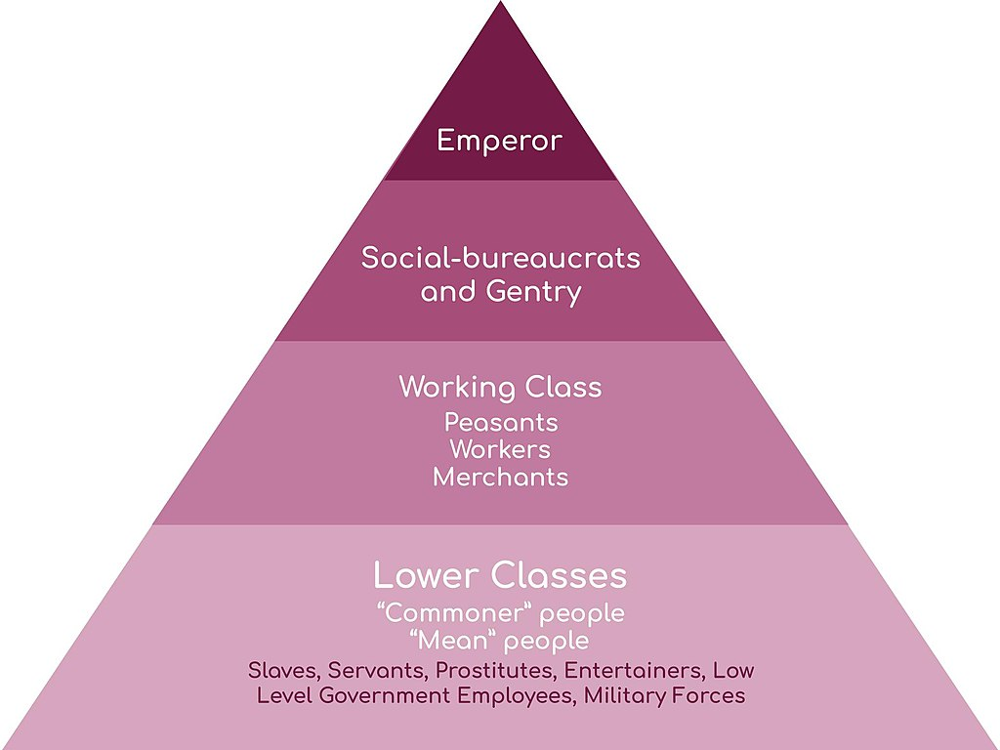 Emperor
Social-bureaucrats
and Gentry
Working Class
Peasants
Workers
Merchants
Lower Classes
“Commoner” people
“Mean” people
Slaves, Servants, Prostitutes, Entertainers, Low
Level Government Employees, Military Forces